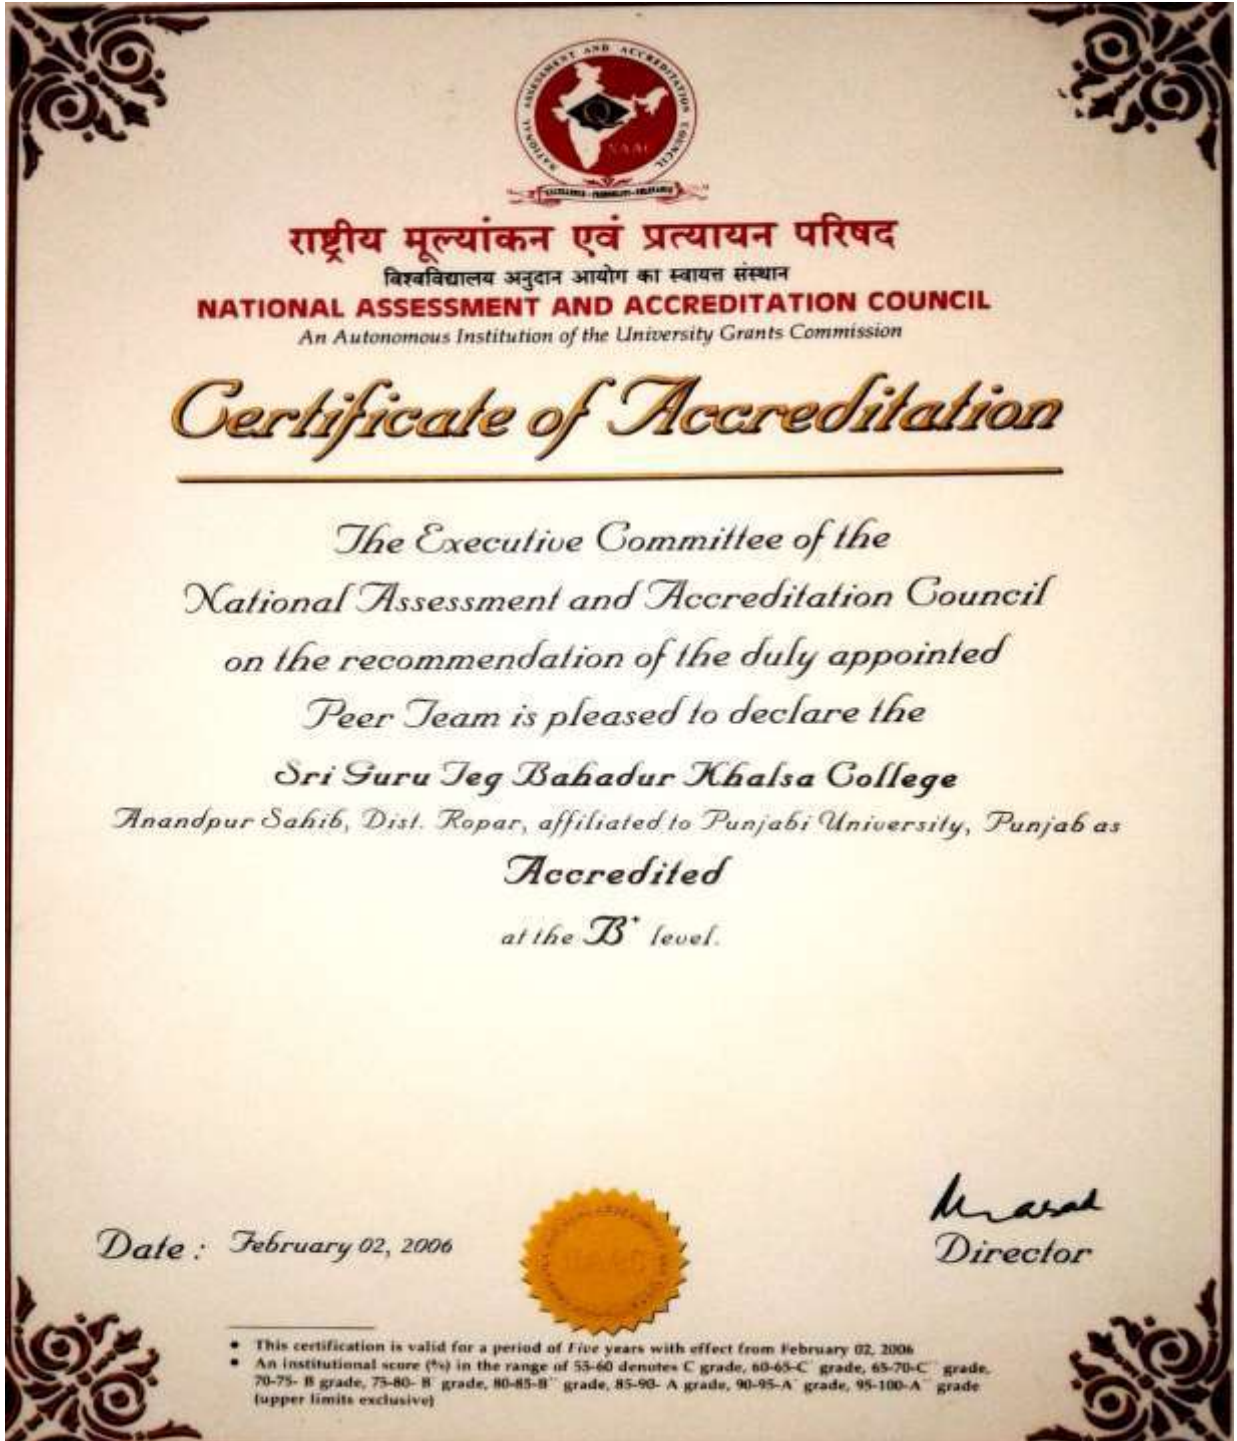 NATIONAL ASSESSMENT AND ACCREDITATION COUNCIL
NAAC
राष्ट्रीय मूल्यांकन एवं प्रत्यायन परिषद
विश्वविद्यालय अनुदान आयोग का स्वायत्त संस्थान
NATIONAL ASSESSMENT AND ACCREDITATION COUNCIL
An Autonomous Institution of the University Grants Commission
Certificate of Accreditation
The Executive Committee of the
National Assessment and Accreditation Council
on the recommendation of the duly appointed
Peer Team is pleased to declare the
Sri Guru Teg Bahadur Khalsa College
Anandpur Sahib, Dist. Ropar, affiliated to Punjabi University, Punjab as
Accredited
at the B⁺ level.
Date : February 02, 2006
Director
• This certification is valid for a period of Five years with effect from February 02, 2006
• An institutional score (%) in the range of 55-60 denotes C grade, 60-65-C⁺ grade, 65-70-C⁺⁺ grade,
70-75- B grade, 75-80- B⁺ grade, 80-85-B⁺⁺ grade, 85-90- A grade, 90-95-A⁺ grade, 95-100-A⁺⁺ grade
(upper limits exclusive)